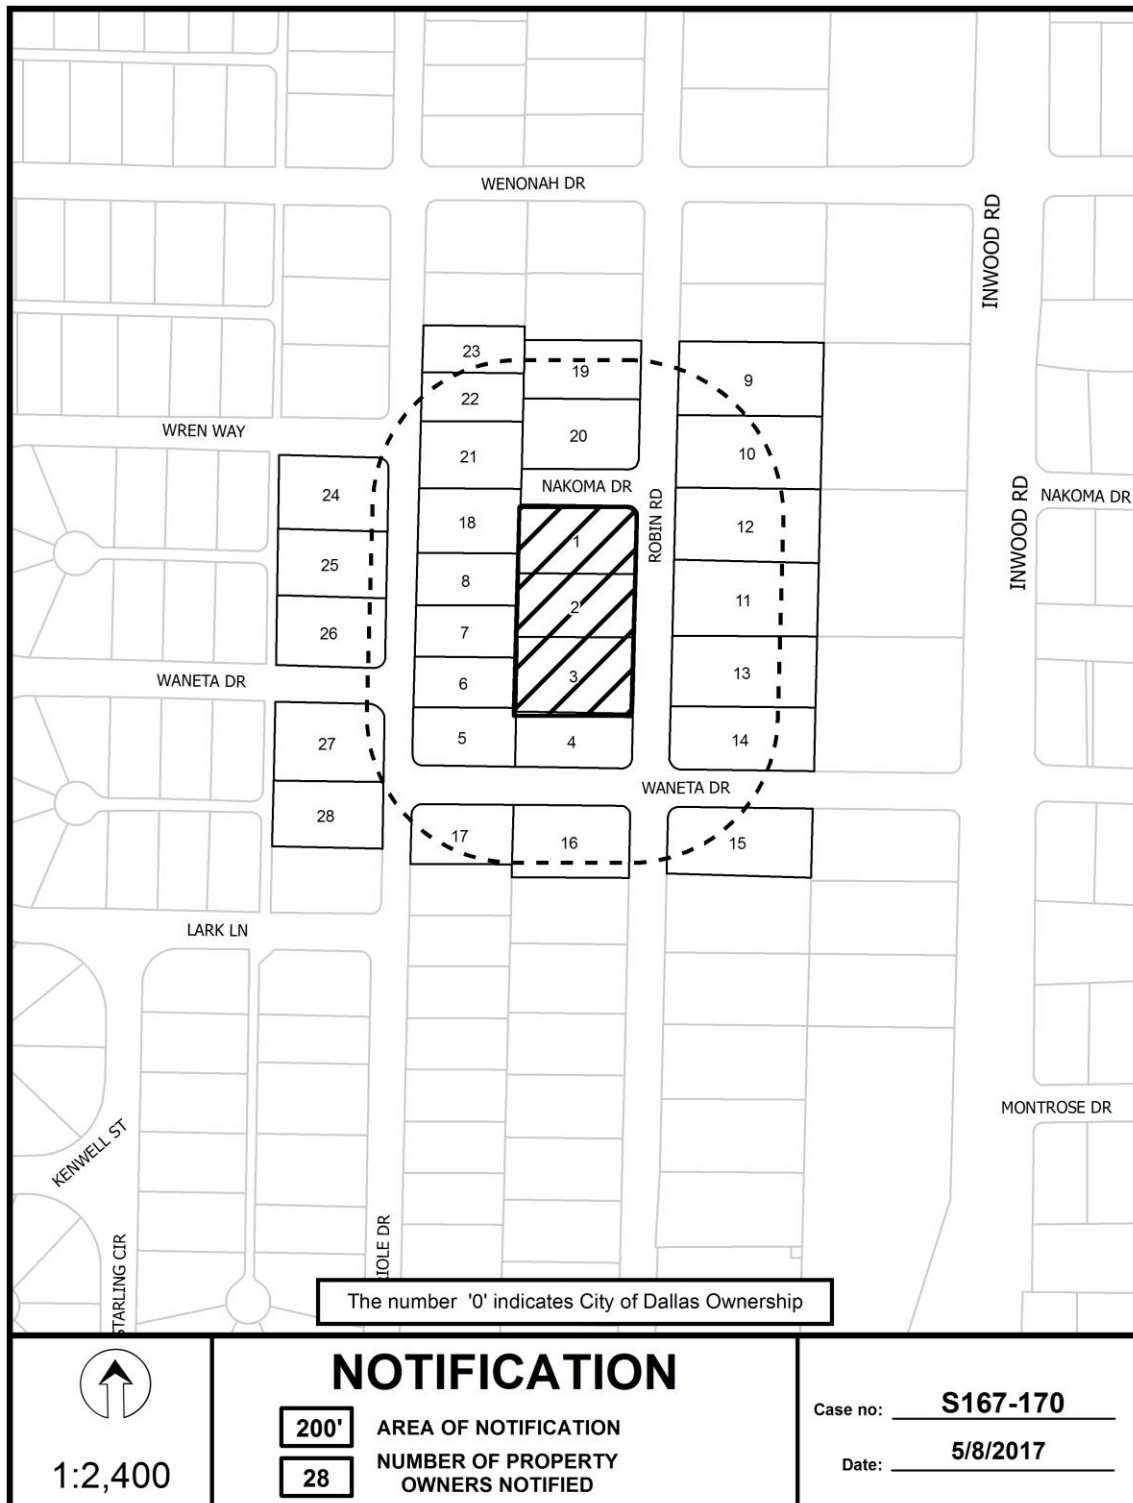 WENONAH DR
INWOOD RD
23
19
9
22
WREN WAY
20
10
21
24
NAKOMA DR
INWOOD RD
NAKOMA DR
18
ROBIN RD
12
1
25
8
2
11
26
7
3
13
WANETA DR
6
27
5
4
14
WANETA DR
28
17
16
15
LARK LN
MONTROSE DR
KENWELL ST
STARLING CIR
IOLE DR
The number '0' indicates City of Dallas Ownership
1:2,400
NOTIFICATION
200' AREA OF NOTIFICATION
28 NUMBER OF PROPERTY
OWNERS NOTIFIED
Case no: S167-170
Date: 5/8/2017